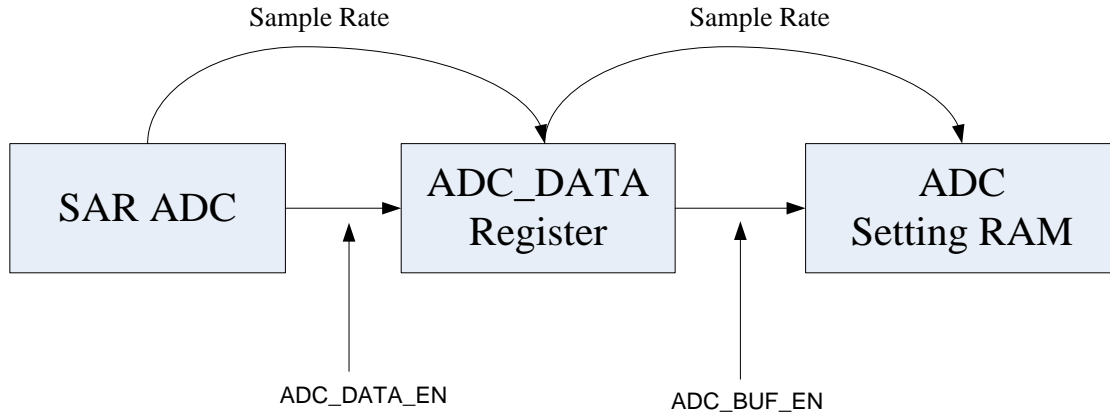 Sample Rate
Sample Rate
SAR ADC
ADC_DATA
Register
ADC
Setting RAM
ADC_DATA_EN
ADC_BUF_EN